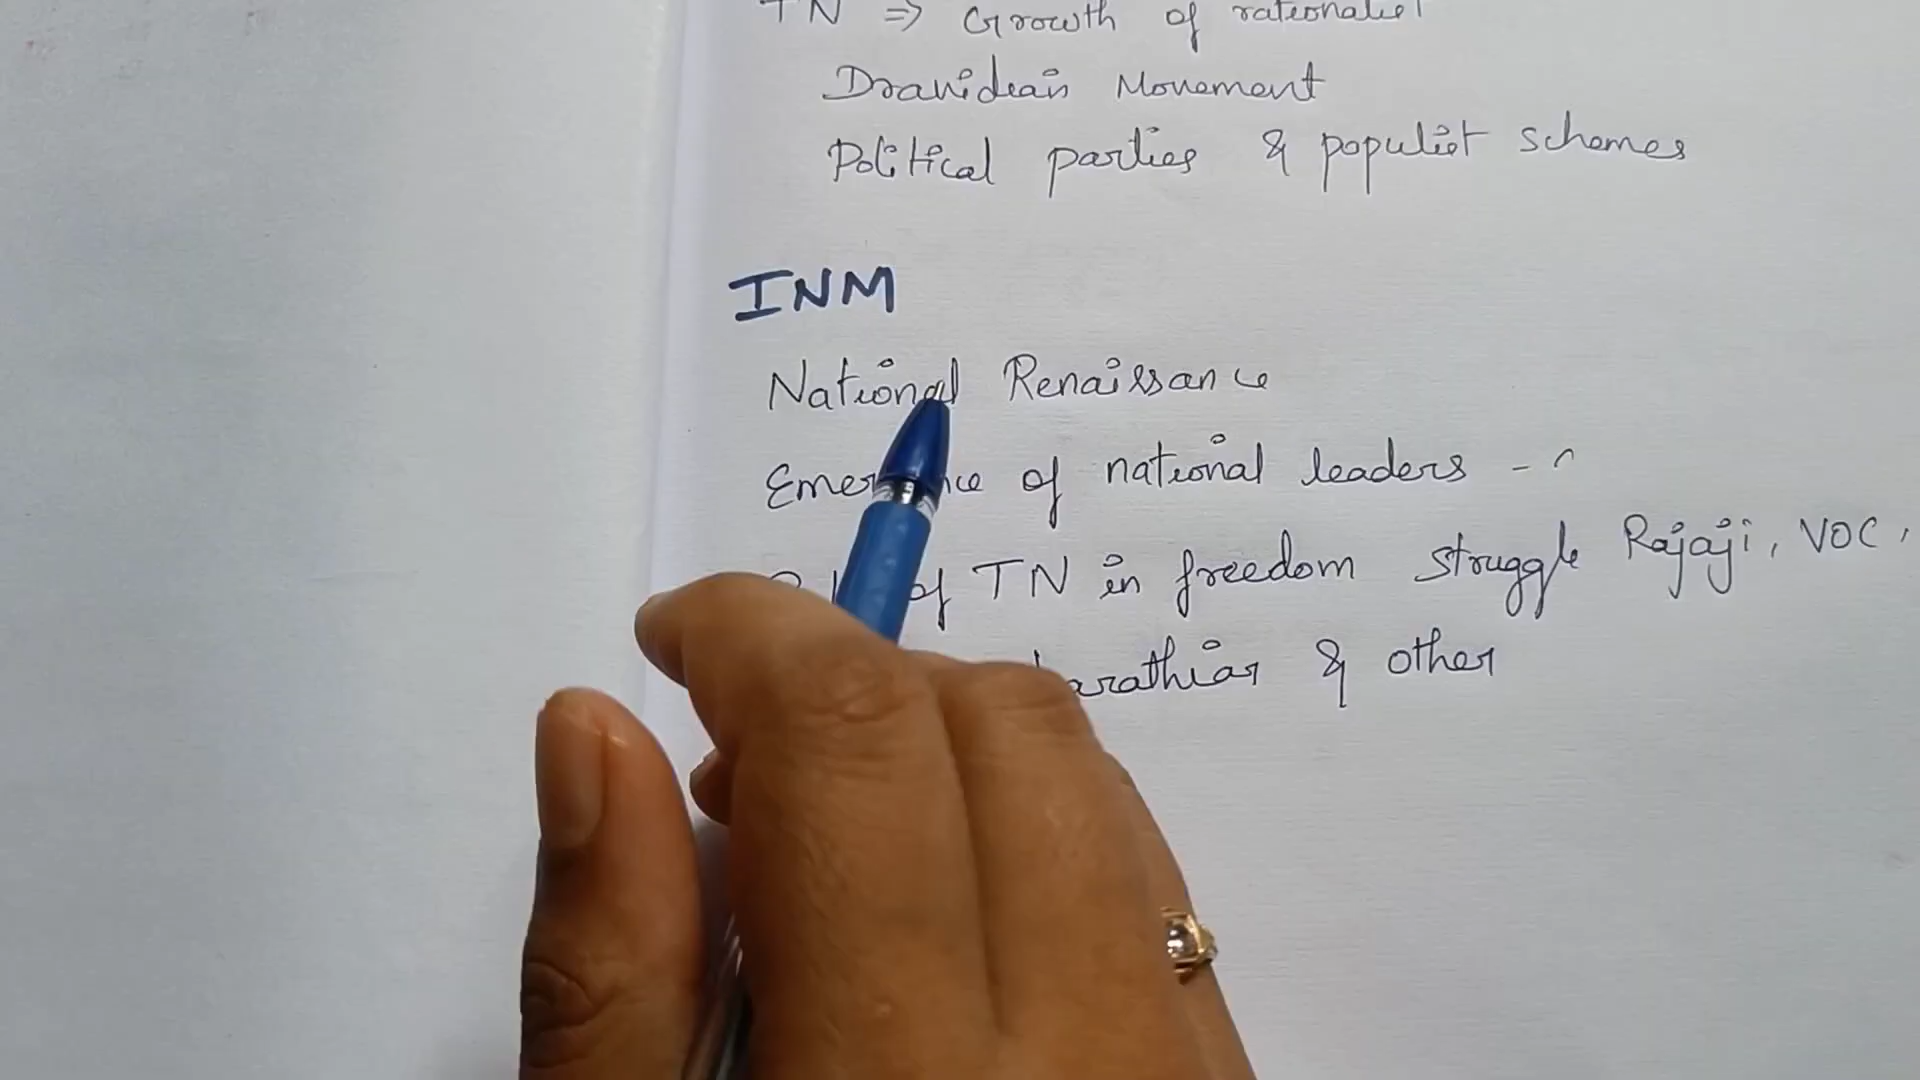 TN => Growth of rationalist
Dravidian Movement
Political parties & populist schemes
INM
National Renaissance
of national leaders -
of TN in freedom struggle Rajaji, VOC,
& other